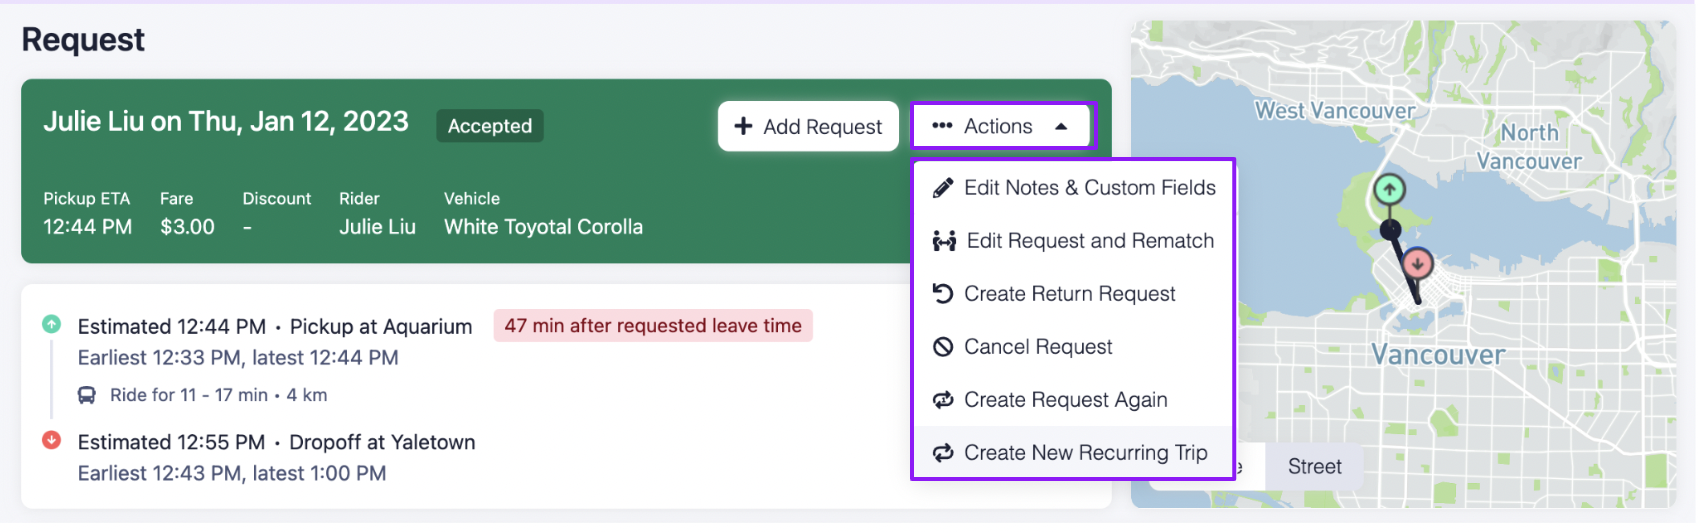 Request
Julie Liu on Thu, Jan 12, 2023
Accepted
Add Request
Actions
Pickup ETA
Fare
Discount
Rider
Vehicle
12:44 PM
$3.00
-
Julie Liu
White Toyotal Corolla
Edit Notes & Custom Fields
Edit Request and Rematch
Create Return Request
Cancel Request
Create Request Again
Create New Recurring Trip
Estimated 12:44 PM • Pickup at Aquarium
47 min after requested leave time
Earliest 12:33 PM, latest 12:44 PM
Ride for 11 - 17 min • 4 km
Estimated 12:55 PM • Dropoff at Yaletown
Earliest 12:43 PM, latest 1:00 PM
West Vancouver
North
Vancouver
Vancouver
Street